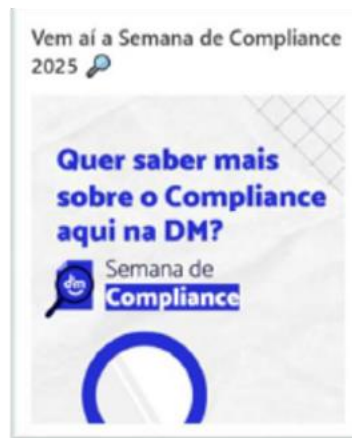 Vem aí a Semana de Compliance
2025 🔎
Quer saber mais
sobre o Compliance
aqui na DM?
dm
Semana de
Compliance